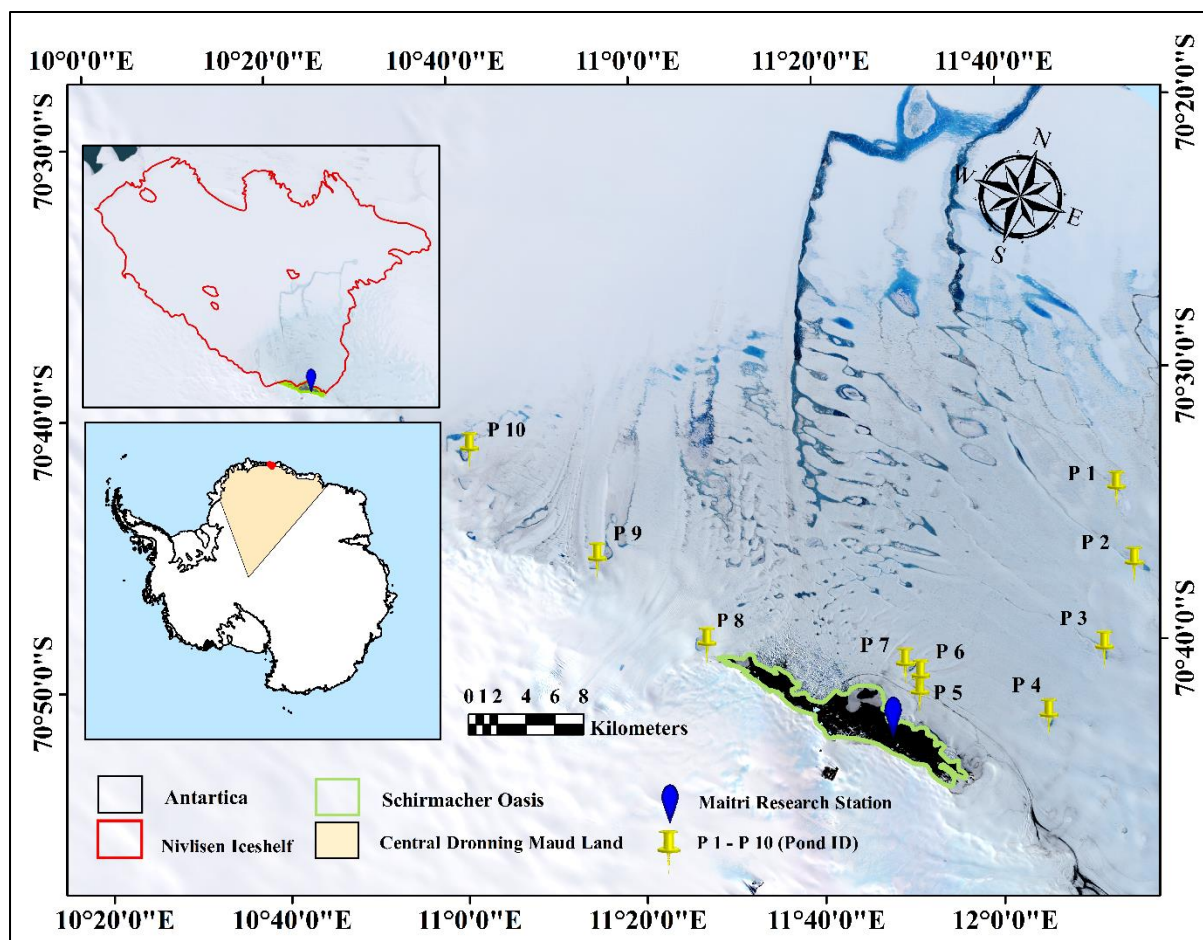 10°0'0"E 10°20'0"E 10°40'0"E 11°0'0"E 11°20'0"E 11°40'0"E
70°20'0"S
70°30'0"S
N
W
E
S
70°30'0"S
70°40'0"S
P 10
P 1
P 9
P 2
P 8
P 3
70°40'0"S
P 7
P 6
P 5
P 4
70°50'0"S
0 1 2 4 6 8
Kilometers
Antartica
Schirmacher Oasis
Maitri Research Station
Nivlisen Iceshelf
Central Dronning Maud Land
P 1 - P 10 (Pond ID)
10°20'0"E 10°40'0"E 11°0'0"E 11°20'0"E 11°40'0"E 12°0'0"E